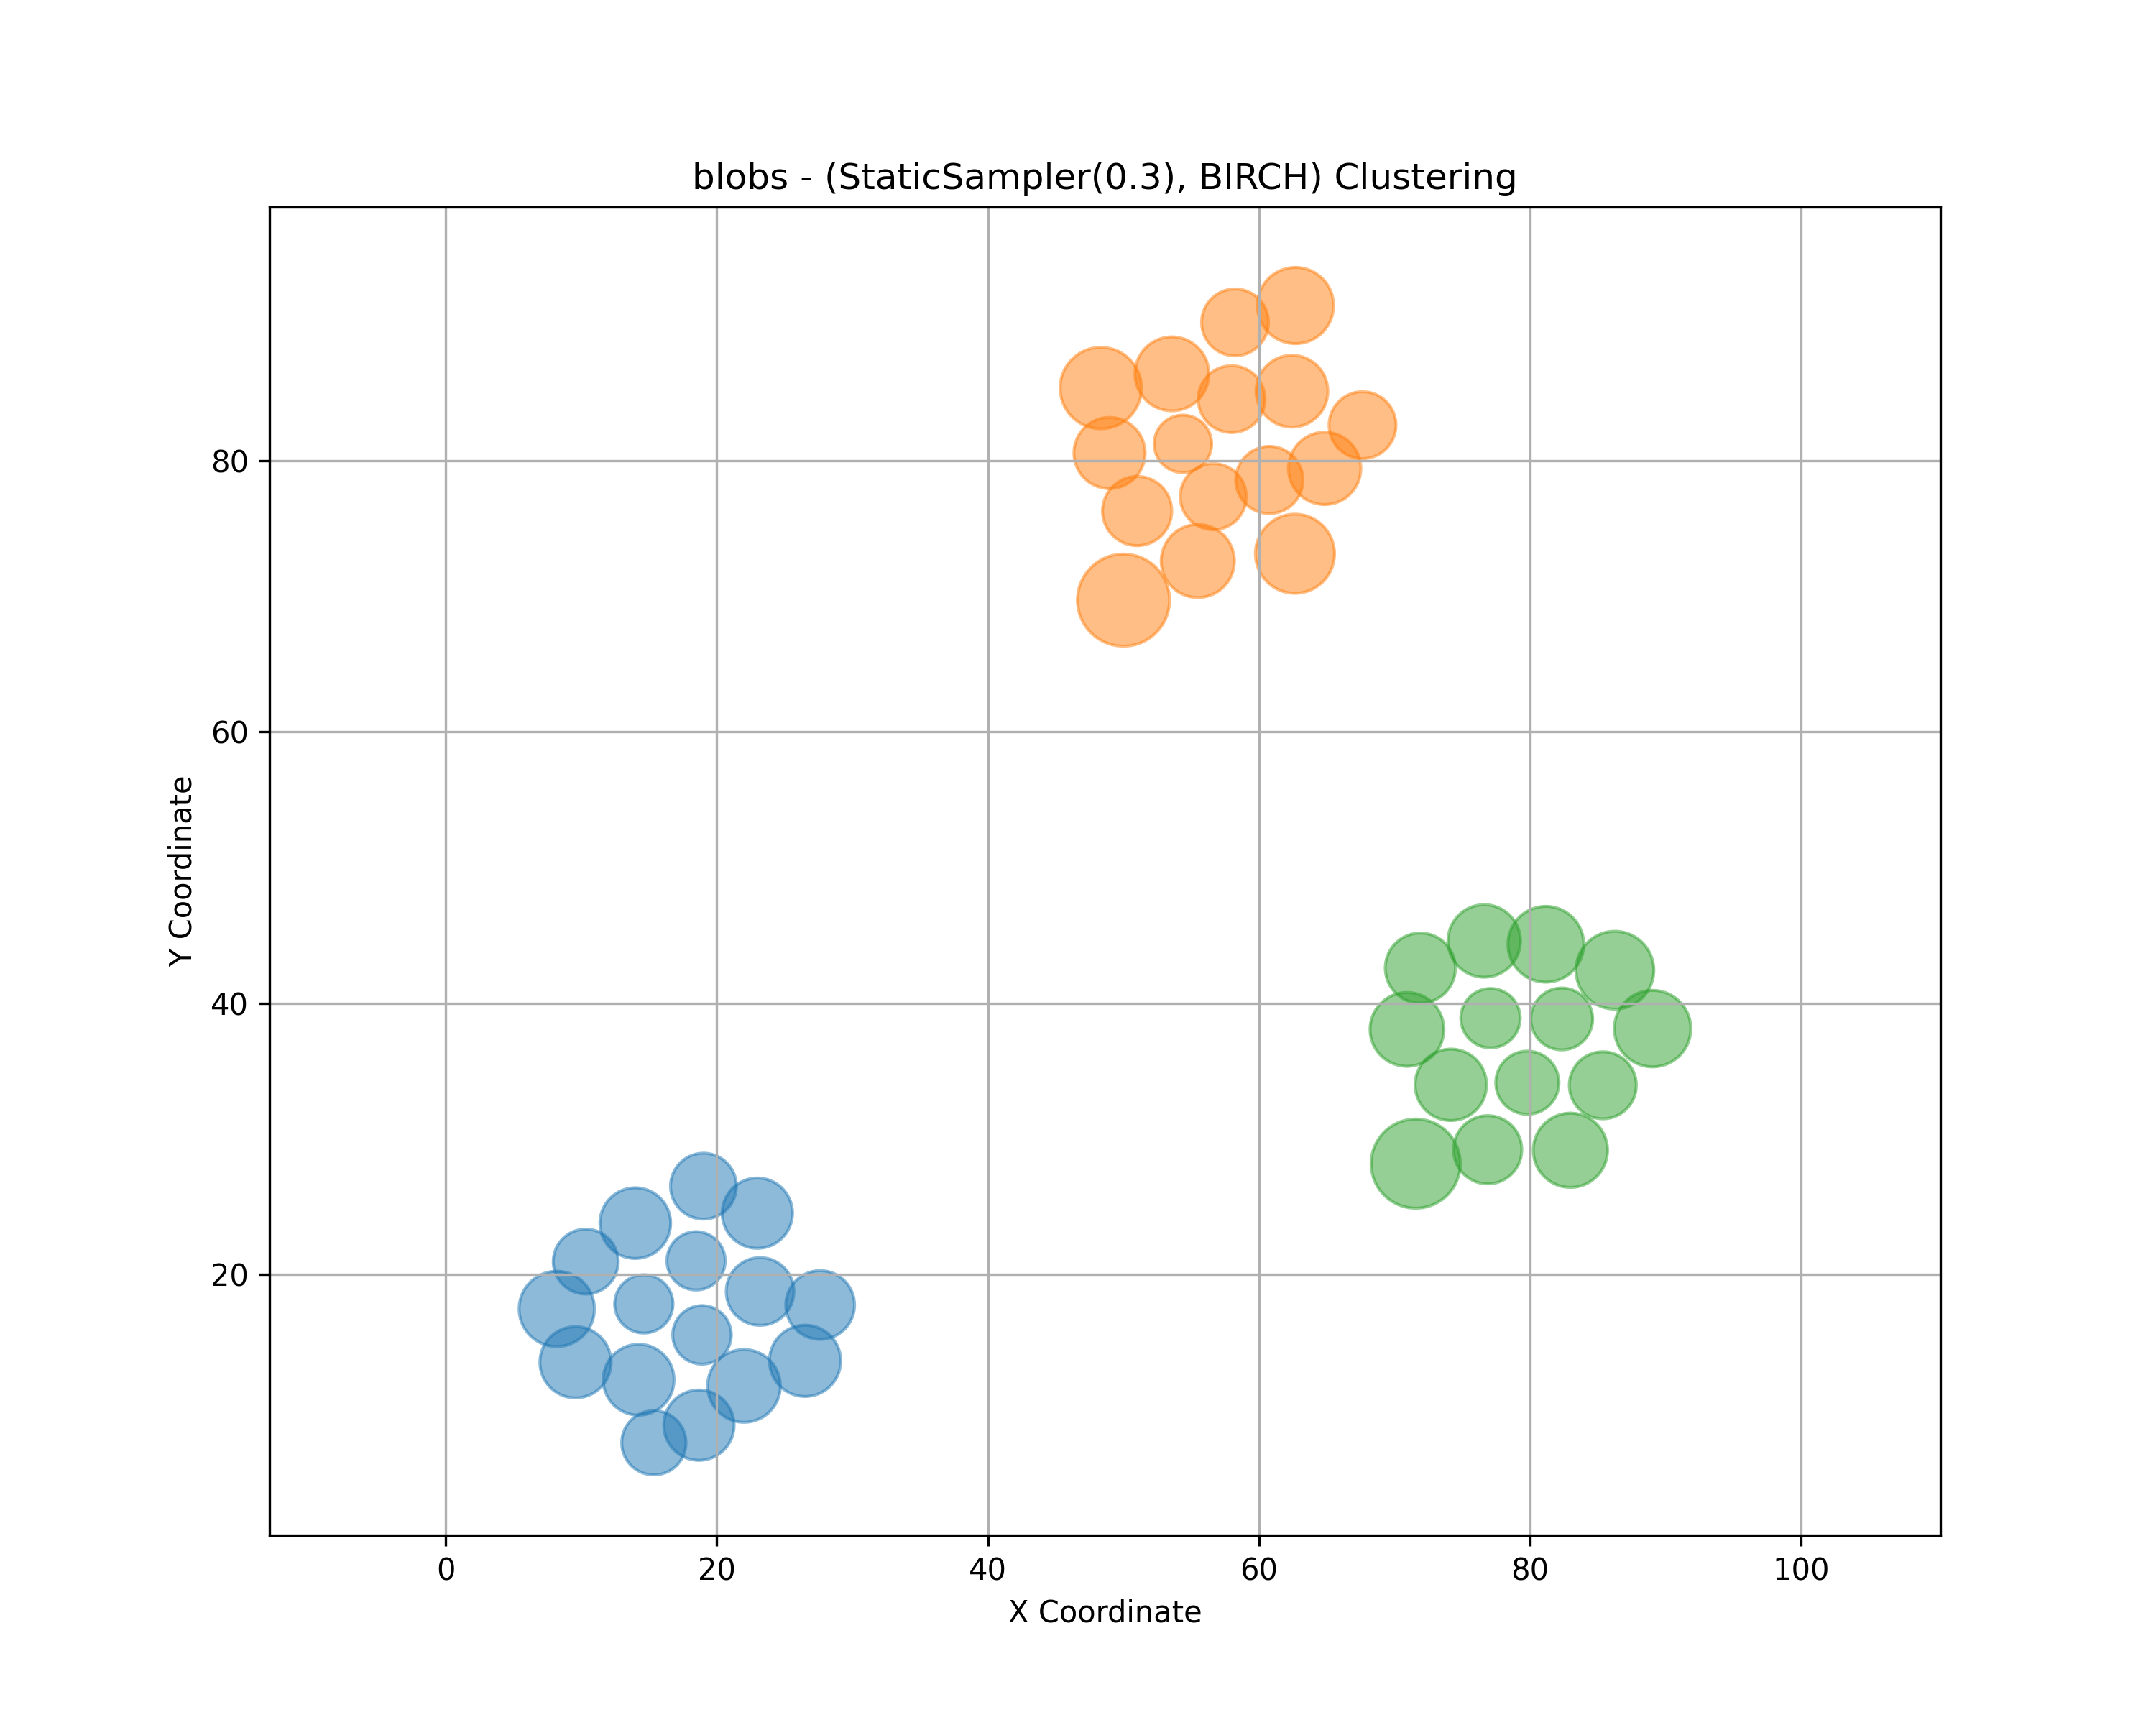 blobs - (StaticSampler(0.3), BIRCH) Clustering
80
60
40
20
Y Coordinate
0 20 40 60 80 100
X Coordinate